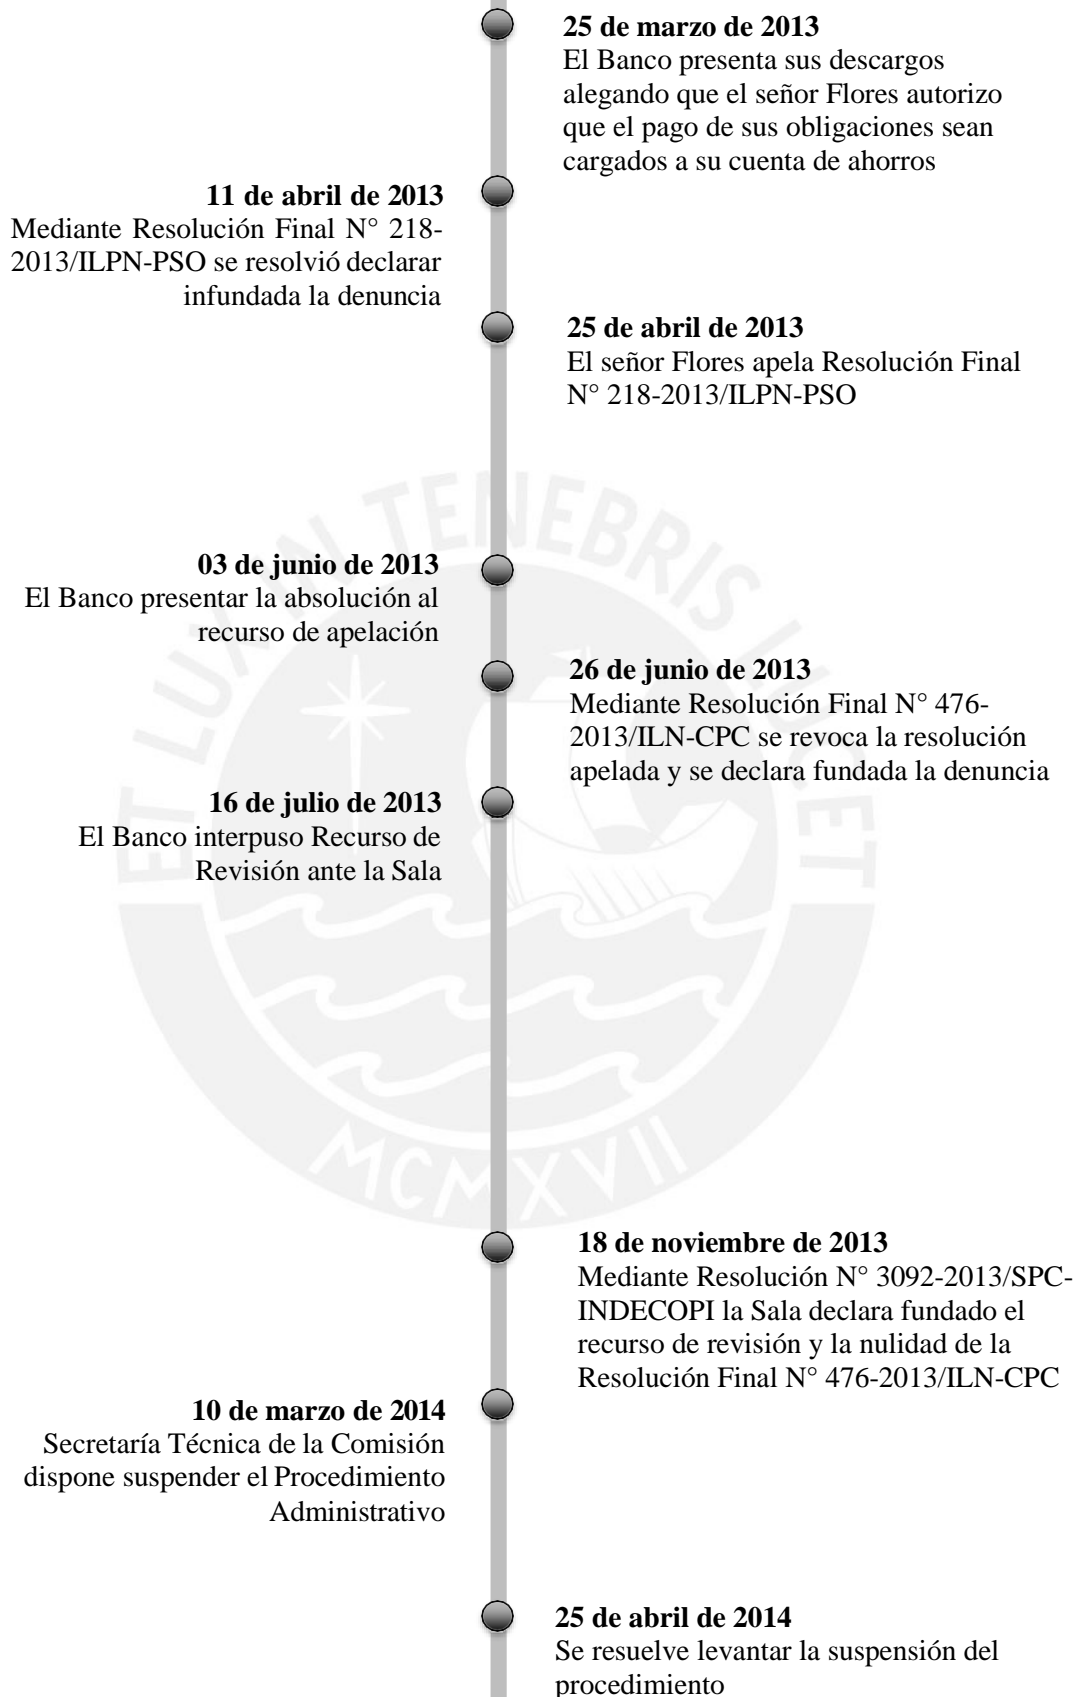 25 de marzo de 2013
El Banco presenta sus descargos
alegando que el señor Flores autorizo
que el pago de sus obligaciones sean
cargados a su cuenta de ahorros
11 de abril de 2013
Mediante Resolución Final N° 218-
2013/ILPN-PSO se resolvió declarar
infundada la denuncia
25 de abril de 2013
El señor Flores apela Resolución Final
N° 218-2013/ILPN-PSO
03 de junio de 2013
El Banco presentar la absolución al
recurso de apelación
26 de junio de 2013
Mediante Resolución Final N° 476-
2013/ILN-CPC se revoca la resolución
apelada y se declara fundada la denuncia
16 de julio de 2013
El Banco interpuso Recurso de
Revisión ante la Sala
18 de noviembre de 2013
Mediante Resolución N° 3092-2013/SPC-
INDECOPI la Sala declara fundado el
recurso de revisión y la nulidad de la
Resolución Final N° 476-2013/ILN-CPC
10 de marzo de 2014
Secretaría Técnica de la Comisión
dispone suspender el Procedimiento
Administrativo
25 de abril de 2014
Se resuelve levantar la suspensión del
procedimiento
ET LUX IN TENEBRIS LUCET
MCMXVII